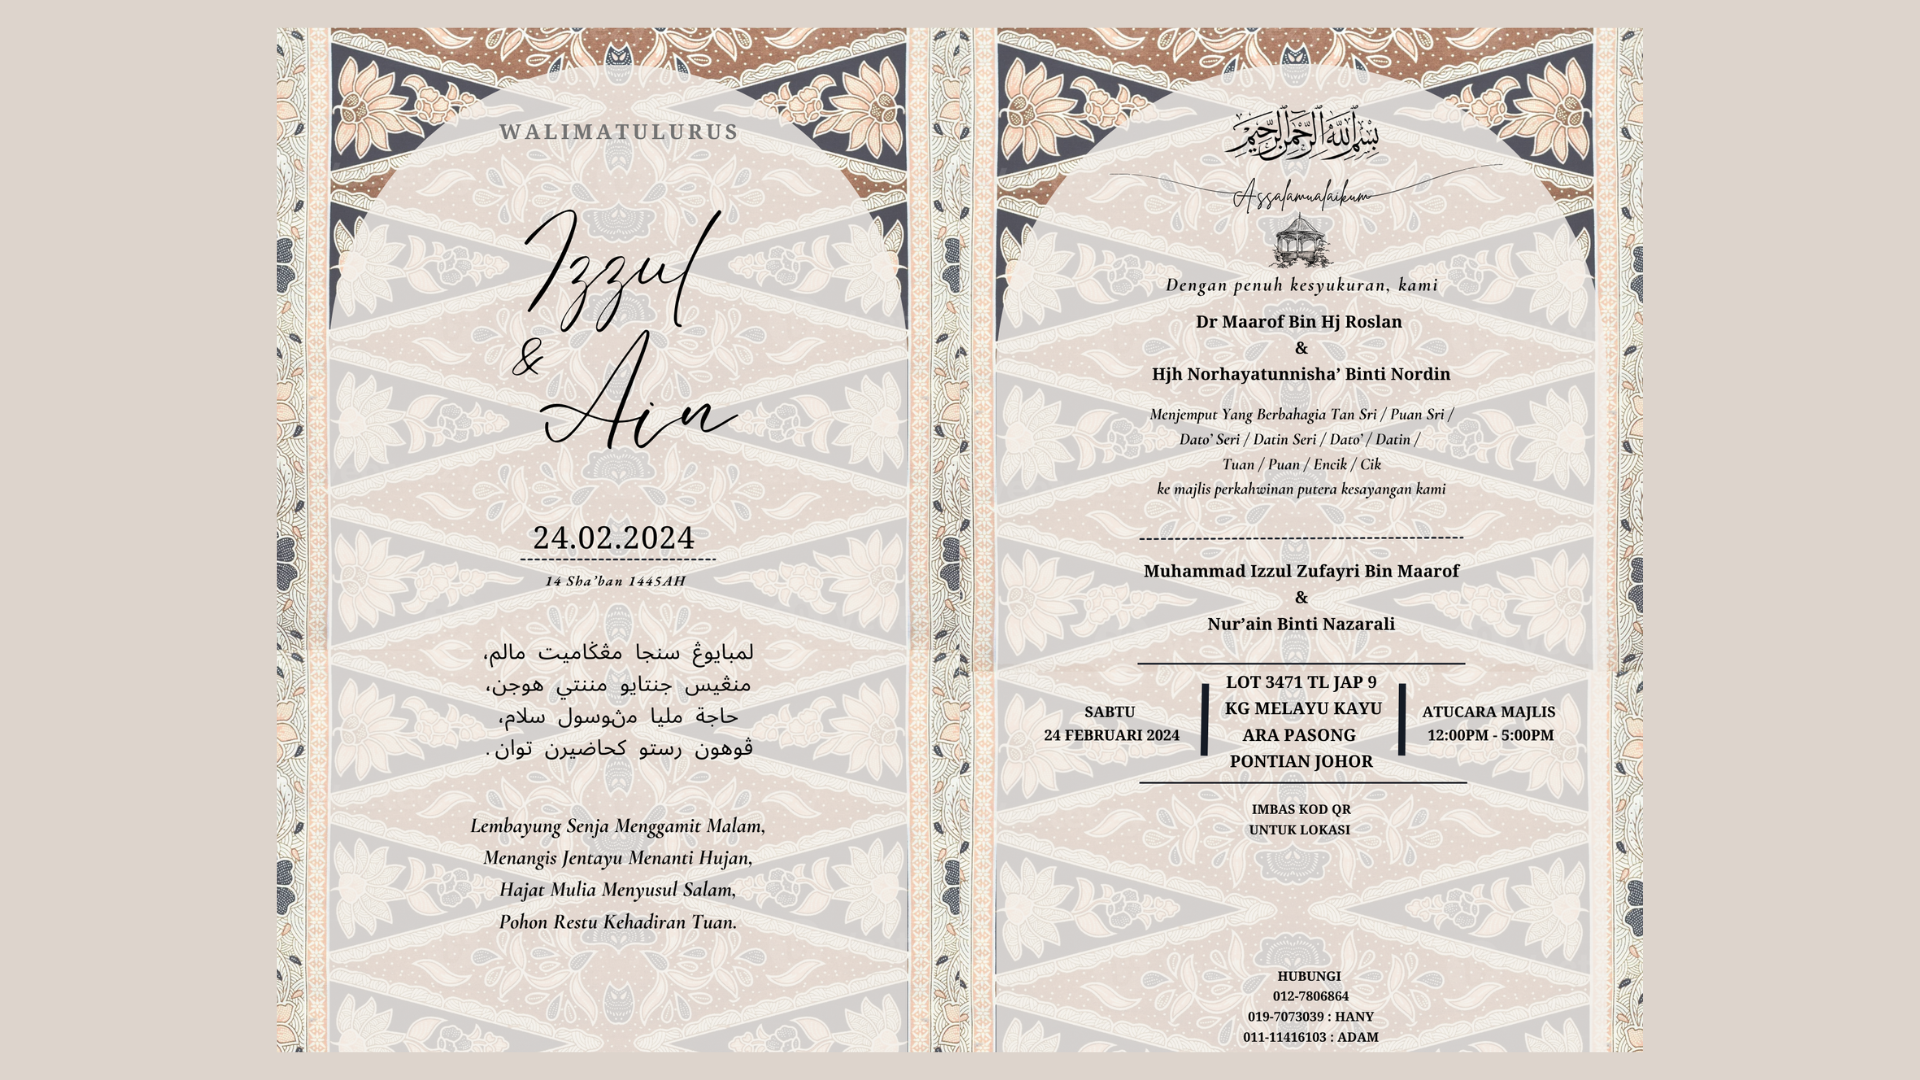 WALIMATULURUS
Izzul
&
Ain
24.02.2024
14 Sha’ban 1445AH
لمبايوڠ سنجا مڠݢاميت مالم،
منڠيس جنتايو مننتي هوجن،
حاجة مليا مڽوسول سلام،
ڤوهون رستو كحاضيرن توان.
Lembayung Senja Menggamit Malam,
Menangis Jentayu Menanti Hujan,
Hajat Mulia Menyusul Salam,
Pohon Restu Kehadiran Tuan.
بسم الله الرحمن الرحيم
Assalamualaikum
Dengan penuh kesyukuran, kami
Dr Maarof Bin Hj Roslan
&
Hjh Norhayatunnisha’ Binti Nordin
Menjemput Yang Berbahagia Tan Sri / Puan Sri /
Dato’ Seri / Datin Seri / Dato’ / Datin /
Tuan / Puan / Encik / Cik
ke majlis perkahwinan putera kesayangan kami
Muhammad Izzul Zufayri Bin Maarof
&
Nur’ain Binti Nazarali
SABTU
24 FEBRUARI 2024
LOT 3471 TL JAP 9
KG MELAYU KAYU
ARA PASONG
PONTIAN JOHOR
ATUCARA MAJLIS
12:00PM - 5:00PM
IMBAS KOD QR
UNTUK LOKASI
HUBUNGI
012-7806864
019-7073039 : HANY
011-11416103 : ADAM